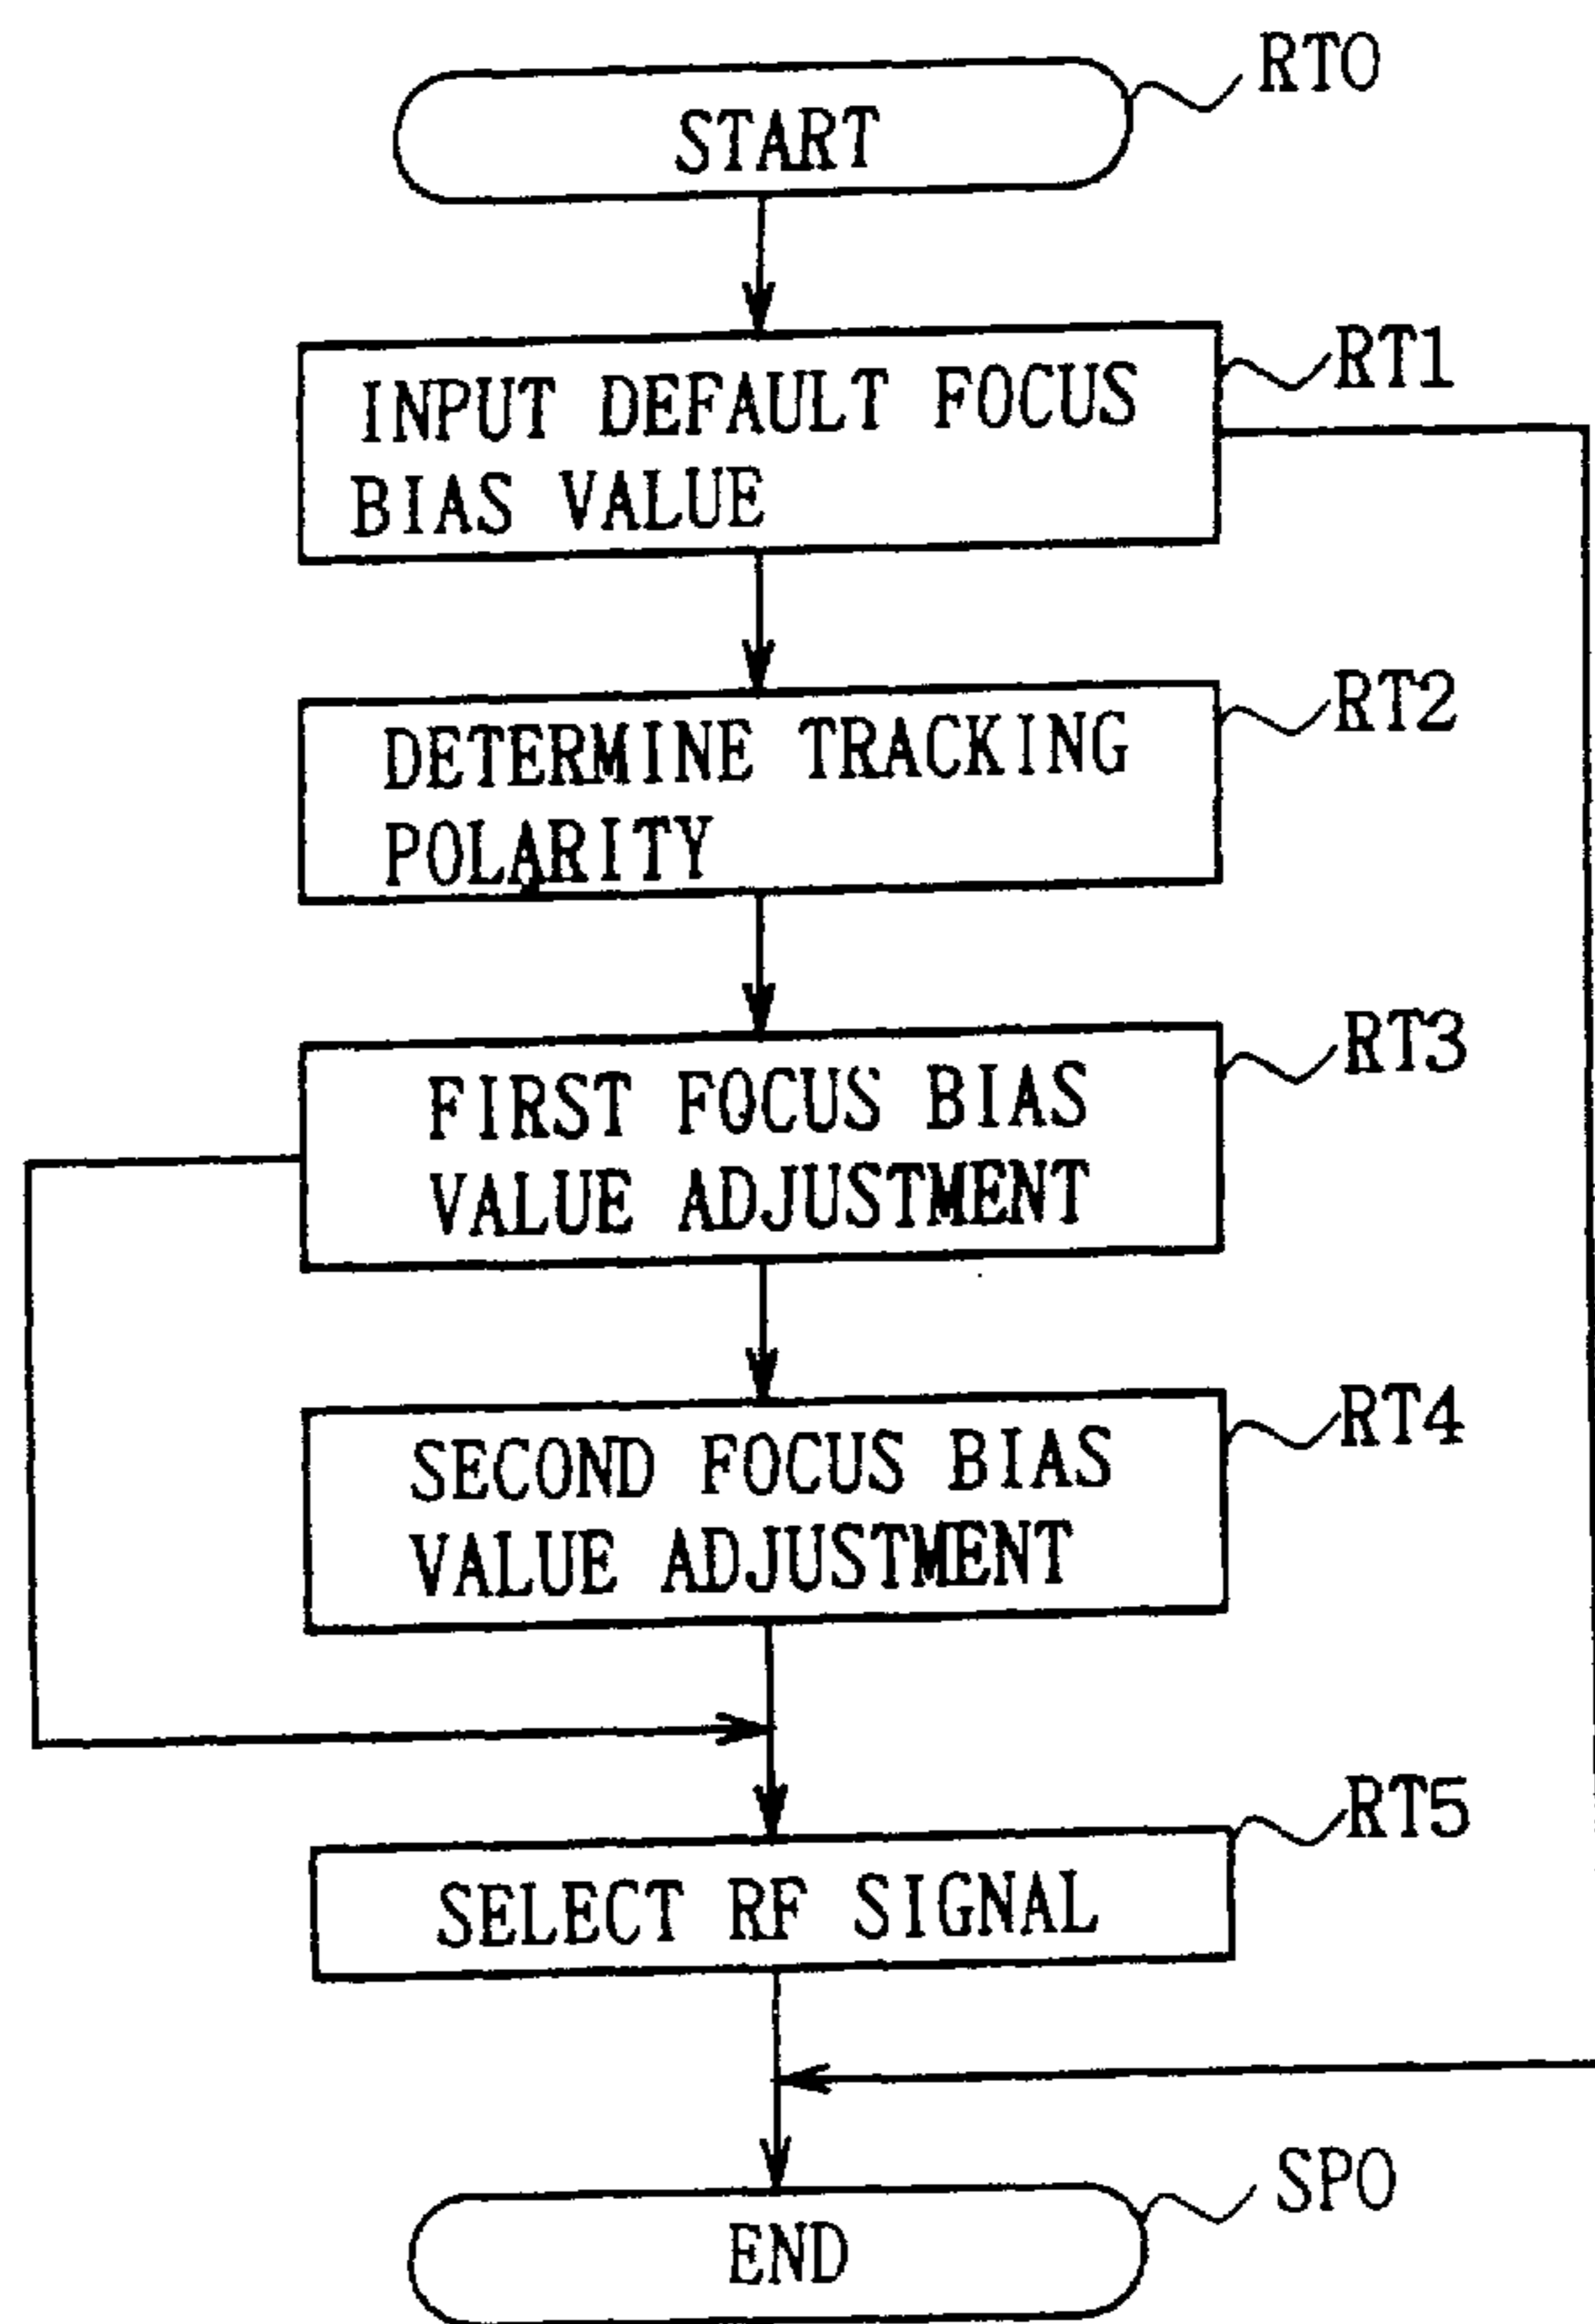 START
RT0
INPUT DEFAULT FOCUS
BIAS VALUE
RT1
DETERMINE TRACKING
POLARITY
RT2
FIRST FOCUS BIAS
VALUE ADJUSTMENT
RT3
SECOND FOCUS BIAS
VALUE ADJUSTMENT
RT4
SELECT RF SIGNAL
RT5
END
SP0